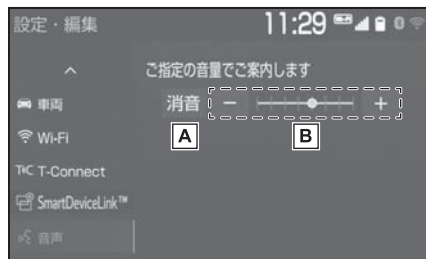 設定・編集
11:29
ご指定の音量でご案内します
車両
消音 − +
A B
Wi-Fi
TC T-Connect
SmartDeviceLink™
音声